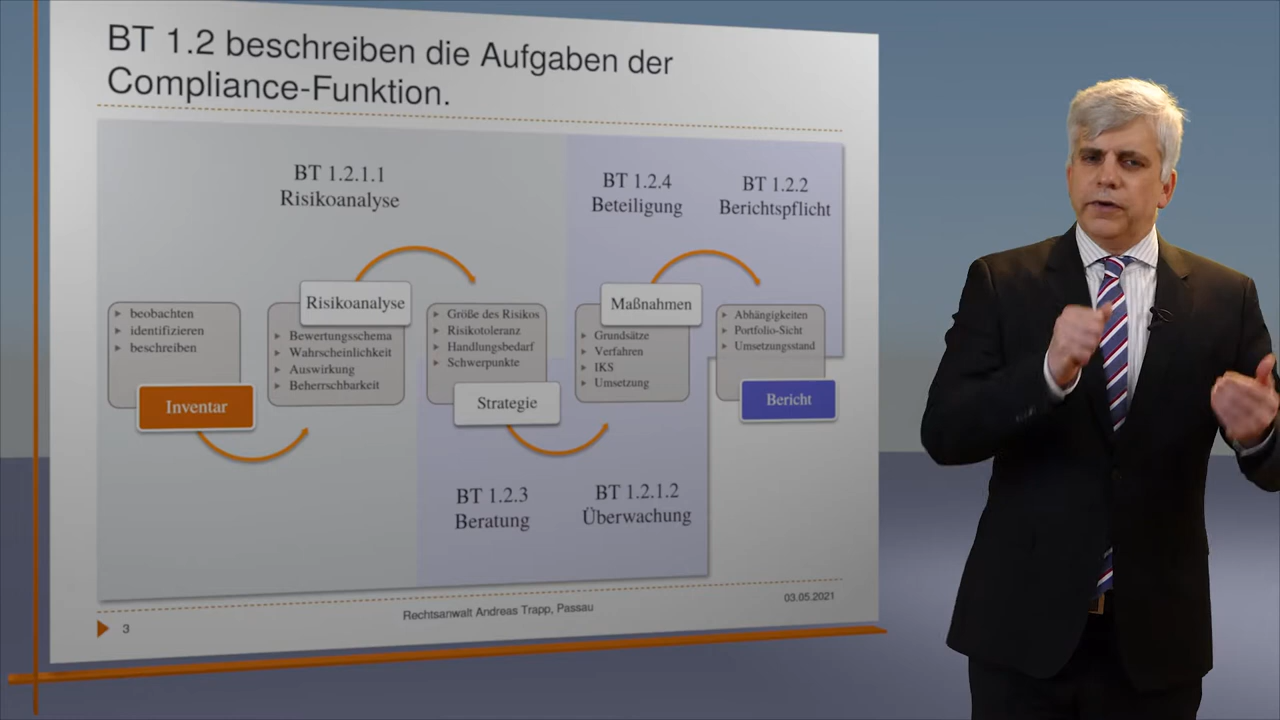 BT 1.2 beschreiben die Aufgaben der
Compliance-Funktion.
BT 1.2.1.1
Risikoanalyse
BT 1.2.4
Beteiligung
BT 1.2.2
Berichtspflicht
beobachten
identifizieren
beschreiben
Inventar
Risikoanalyse
Bewertungsschema
Wahrscheinlichkeit
Auswirkung
Beherrschbarkeit
Größe des Risikos
Risikotoleranz
Handlungsbedarf
Schwerpunkte
Strategie
Maßnahmen
Grundsätze
Verfahren
IKS
Umsetzung
Abhängigkeiten
Portfolio-Sicht
Umsetzungsstand
Bericht
BT 1.2.3
Beratung
BT 1.2.1.2
Überwachung
3
Rechtsanwalt Andreas Trapp, Passau
03.05.2021